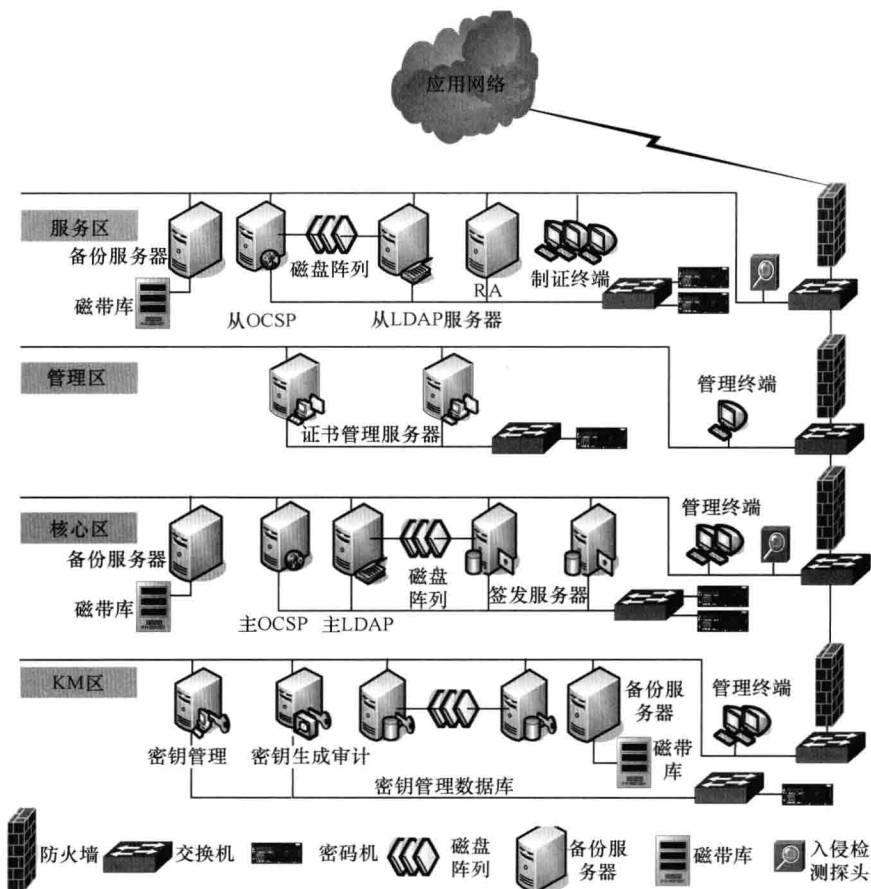 应用网络
服务区
备份服务器
磁盘阵列
制证终端
RA
磁带库
从OCSP
从LDAP服务器
管理区
管理终端
证书管理服务器
核心区
管理终端
备份服务器
磁盘
阵列
签发服务器
磁带库
主OCSP
主LDAP
KM区
备份服
务器
管理终端
密钥管理
密钥生成审计
磁带
库
密钥管理数据库
防火墙
交换机
密码机
磁盘
阵列
备份服
务器
磁带库
入侵检
测探头